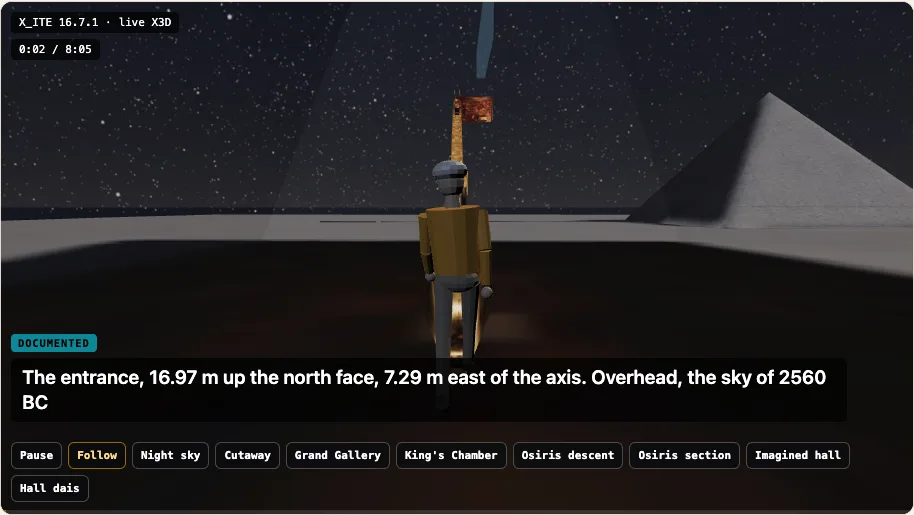 X_ITE 16.7.1 · live X3D
0:02 / 8:05
DOCUMENTED
The entrance, 16.97 m up the north face, 7.29 m east of the axis. Overhead, the sky of 2560
BC
Pause Follow Night sky Cutaway Grand Gallery King's Chamber Osiris descent Osiris section Imagined hall
Hall dais